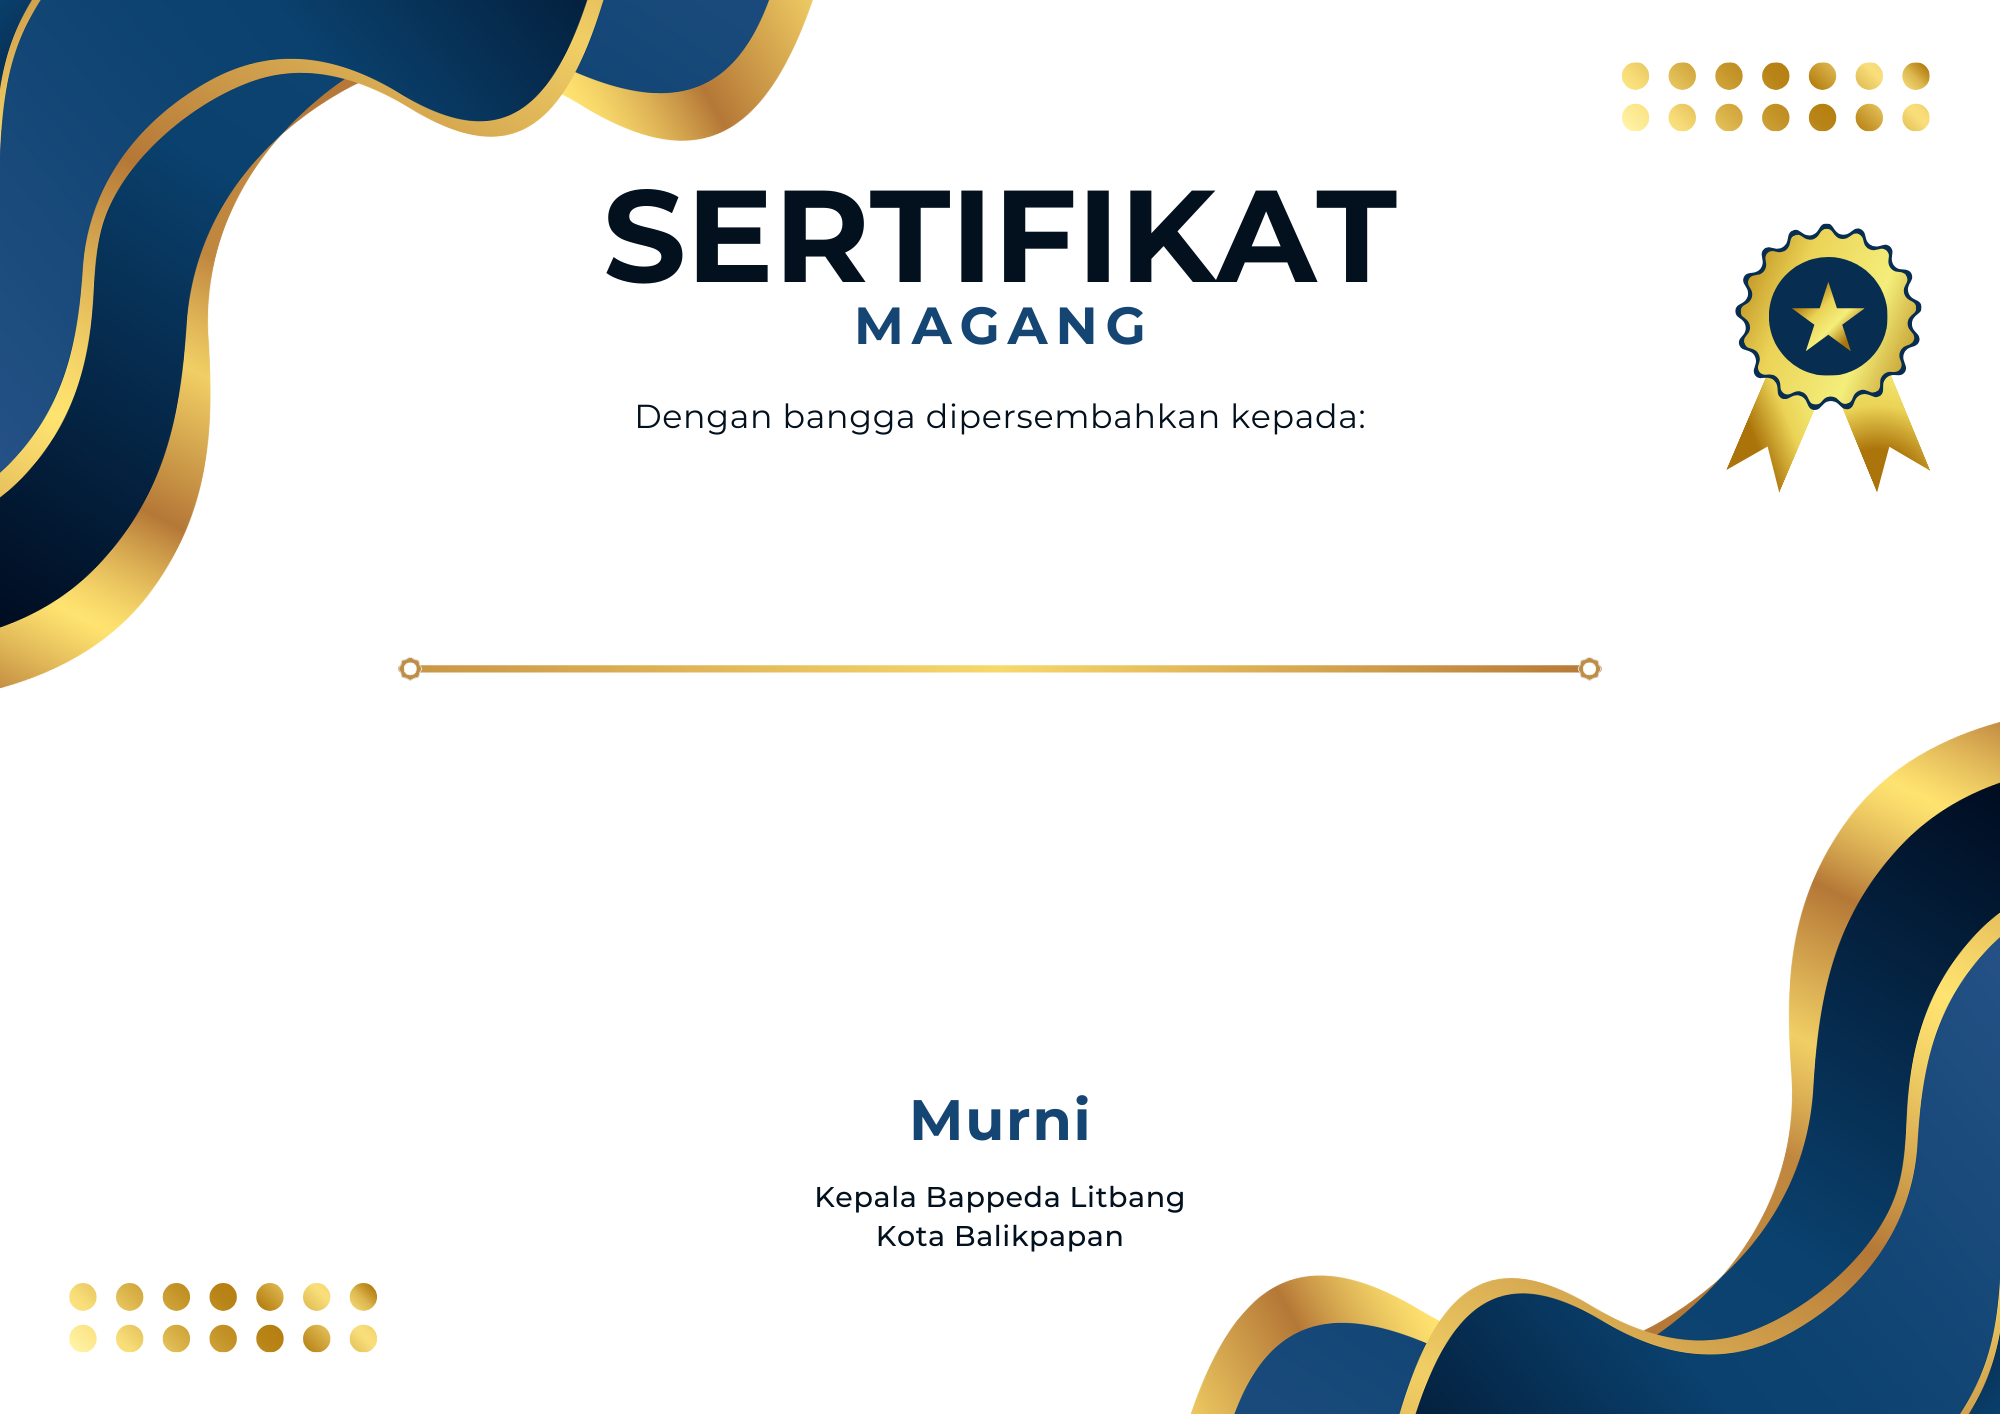 SERTIFIKAT
MAGANG
Dengan bangga dipersembahkan kepada:
Murni
Kepala Bappeda Litbang
Kota Balikpapan